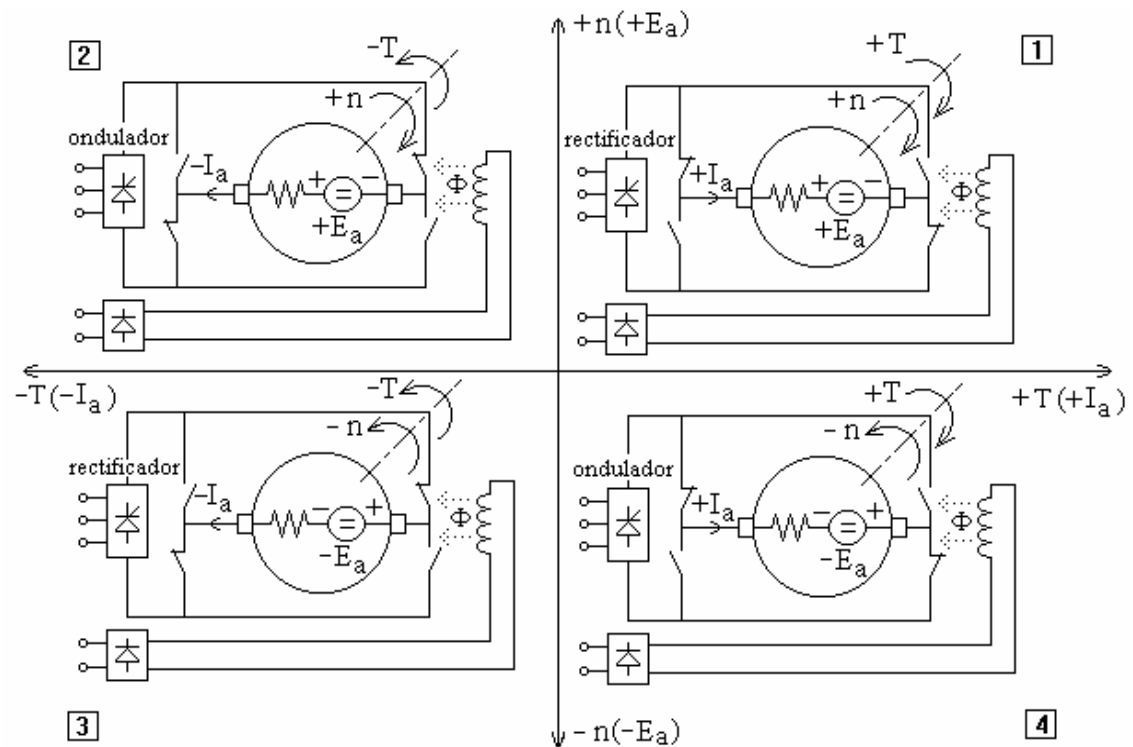 +n(+Eₐ)
2
-T
+n
ondulador
-Iₐ
+ -
=
+Eₐ
Φ
1
+T
+n
rectificador
+Iₐ
+ -
=
+Eₐ
Φ
-T(-Iₐ)
+T(+Iₐ)
-T
-n
rectificador
-Iₐ
- +
=
-Eₐ
Φ
3
+T
-n
ondulador
+Iₐ
- +
=
-Eₐ
Φ
4
-n(-Eₐ)